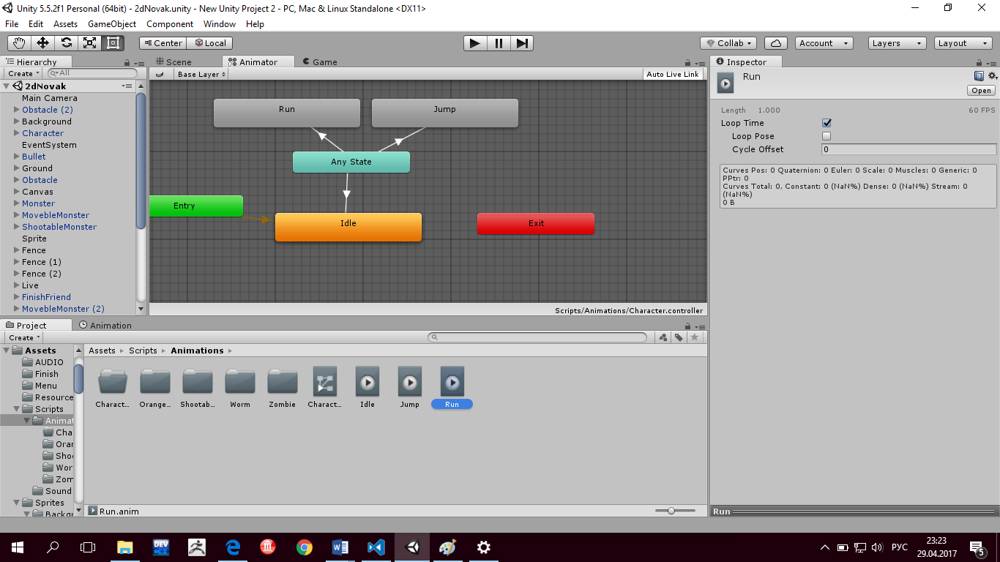 Unity 5.5.2f1 Personal (64bit) - 2dNovak.unity - New Unity Project 2 - PC, Mac & Linux Standalone <DX11>
File Edit Assets GameObject Component Window Help
Center Local Collab Account Layers Layout
Hierarchy
Create All
2dNovak
Main Camera
Obstacle (2)
Background
Character
EventSystem
Bullet
Ground
Obstacle
Canvas
Monster
MovebleMonster
ShootableMonster
Sprite
Fence
Fence (1)
Fence (2)
Live
FinishFriend
MovebleMonster (2)
Scene Animator Game
Base Layer Auto Live Link
Run Jump
Any State
Entry
Idle Exit
Scripts/Animations/Character.controller
Inspector
Run
Open
Length 1.000 60 FPS
Loop Time
Loop Pose
Cycle Offset 0
Curves Pos: 0 Quaternion: 0 Euler: 0 Scale: 0 Muscles: 0 Generic: 0
PPtr: 0
Curves Total: 0, Constant: 0 (NaN%) Dense: 0 (NaN%) Stream: 0
(NaN%)
0 B
Project Animation
Create
Assets
AUDIO
Finish
Menu
Resource
Scripts
Animat
Cha
Orar
Shoo
Wor
Zom
Sound
Sprites
Backgr
Assets Scripts Animations
Charact... Orange... Shootab... Worm Zombie Charact... Idle Jump Run
Run.anim
Run
DEV C++
W
РУС
23:23
29.04.2017
5